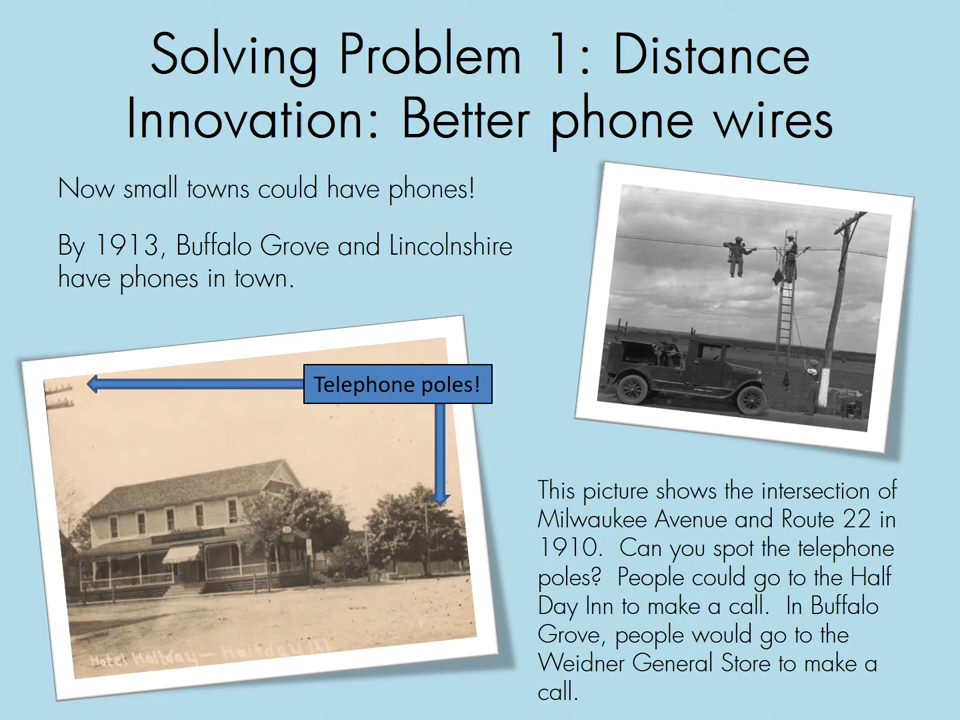 Solving Problem 1: Distance
Innovation: Better phone wires
Now small towns could have phones!
By 1913, Buffalo Grove and Lincolnshire
have phones in town.
Telephone poles!
This picture shows the intersection of
Milwaukee Avenue and Route 22 in
1910.  Can you spot the telephone
poles?  People could go to the Half
Day Inn to make a call.  In Buffalo
Grove, people would go to the
Weidner General Store to make a
call.
Hotel Halfway —